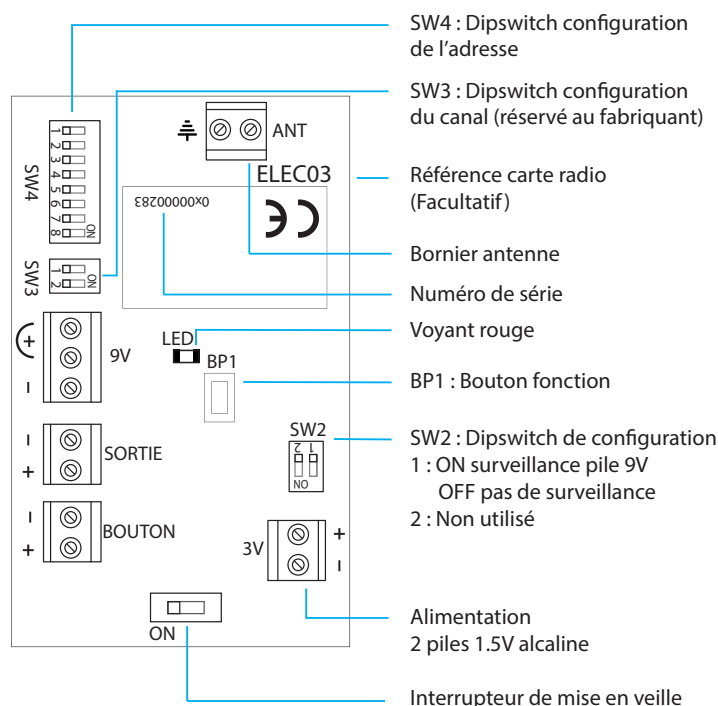 SW4 : Dipswitch configuration
de l'adresse
SW3 : Dipswitch configuration
du canal (réservé au fabriquant)
Référence carte radio
(Facultatif)
Bornier antenne
Numéro de série
Voyant rouge
BP1 : Bouton fonction
SW2 : Dipswitch de configuration
1 : ON surveillance pile 9V
OFF pas de surveillance
2 : Non utilisé
Alimentation
2 piles 1.5V alcaline
Interrupteur de mise en veille
ANT
ELEC03
CE
0x00000283
SW4
1 2 3 4 5 6 7 8
ON
SW3
1 2
ON
+
9V
–
LED
BP1
–
SORTIE
+
–
BOUTON
+
SW2
1 2
ON
3V
+
–
ON